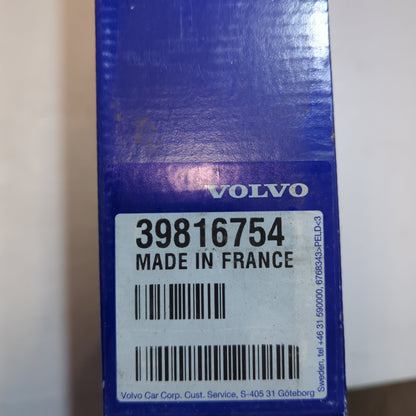 VOLVO
39816754
MADE IN FRANCE
Volvo Car Corp. Cust. Service, S-405 31 Göteborg
Sweden, tel +46 31 590000, 6768343>PELD<3